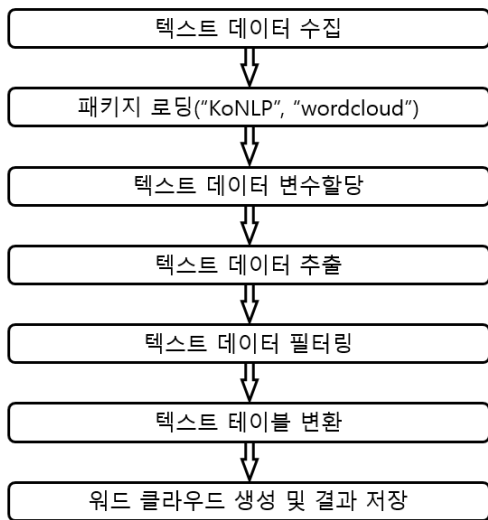 텍스트 데이터 수집
패키지 로딩(“KoNLP”, “wordcloud”)
텍스트 데이터 변수할당
텍스트 데이터 추출
텍스트 데이터 필터링
텍스트 테이블 변환
워드 클라우드 생성 및 결과 저장